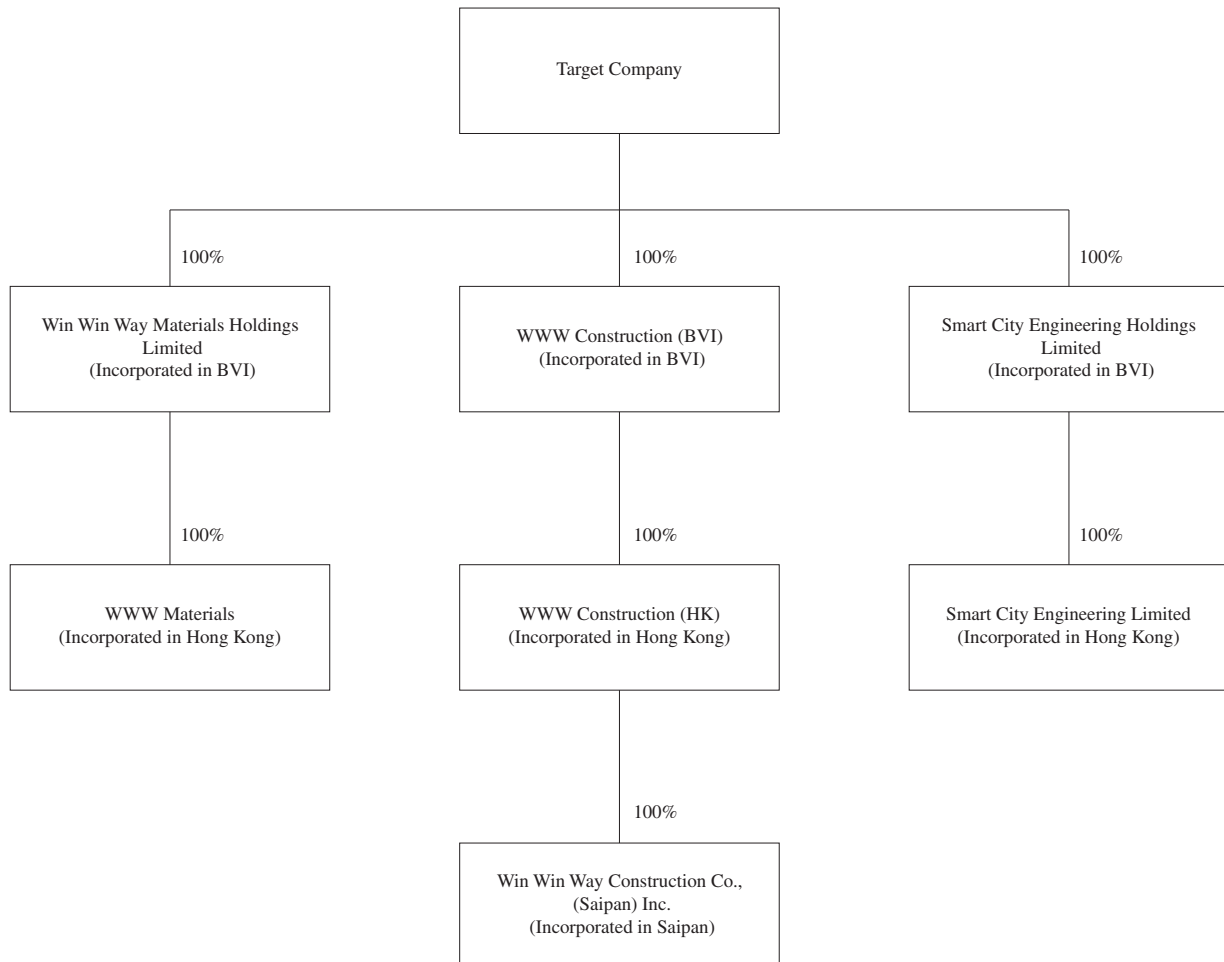 Target Company
100%
100%
100%
Win Win Way Materials Holdings
Limited
(Incorporated in BVI)
WWW Construction (BVI)
(Incorporated in BVI)
Smart City Engineering Holdings
Limited
(Incorporated in BVI)
100%
100%
100%
WWW Materials
(Incorporated in Hong Kong)
WWW Construction (HK)
(Incorporated in Hong Kong)
Smart City Engineering Limited
(Incorporated in Hong Kong)
100%
Win Win Way Construction Co.,
(Saipan) Inc.
(Incorporated in Saipan)